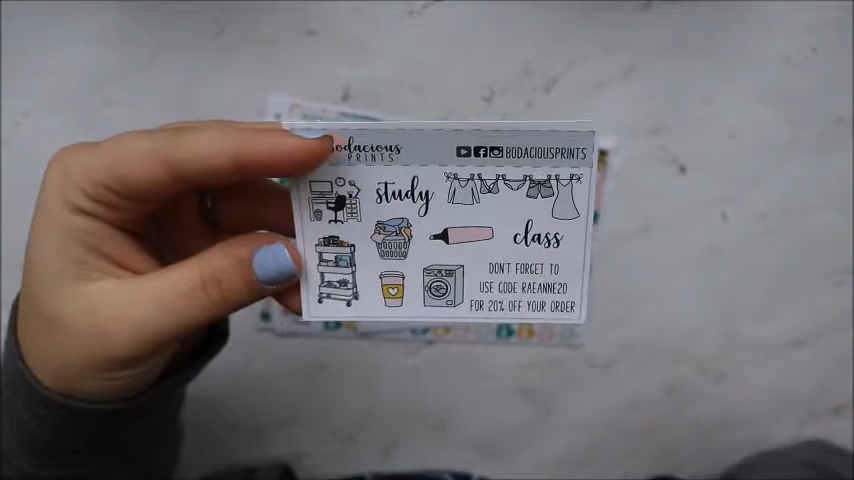 Bodacious
PRINTS
BODACIOUSPRINTS
study
class
DON'T FORGET TO
USE CODE RAEANNE20
FOR 20% OFF YOUR ORDER